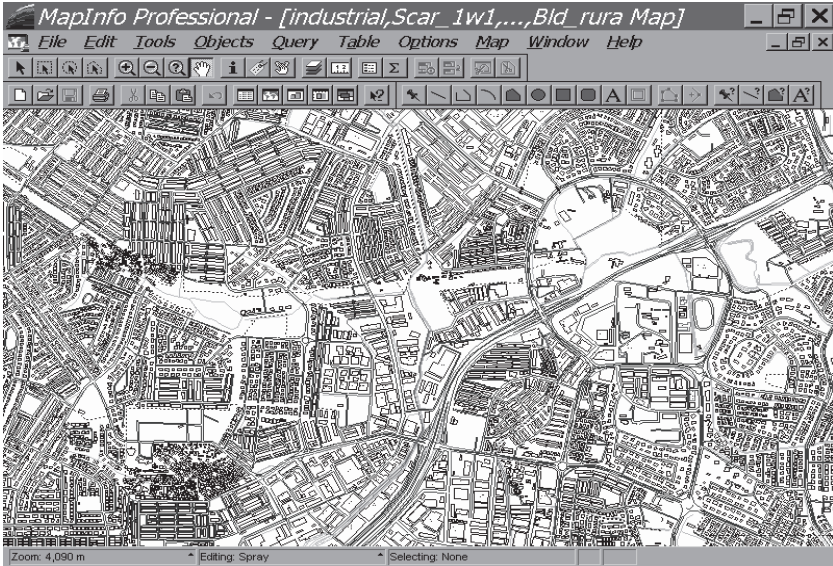 MapInfo Professional - [industrial,Scar_1w1,...,Bld_rura Map]
File Edit Tools Objects Query Table Options Map Window Help
Zoom: 4,090 m Editing: Spray Selecting: None